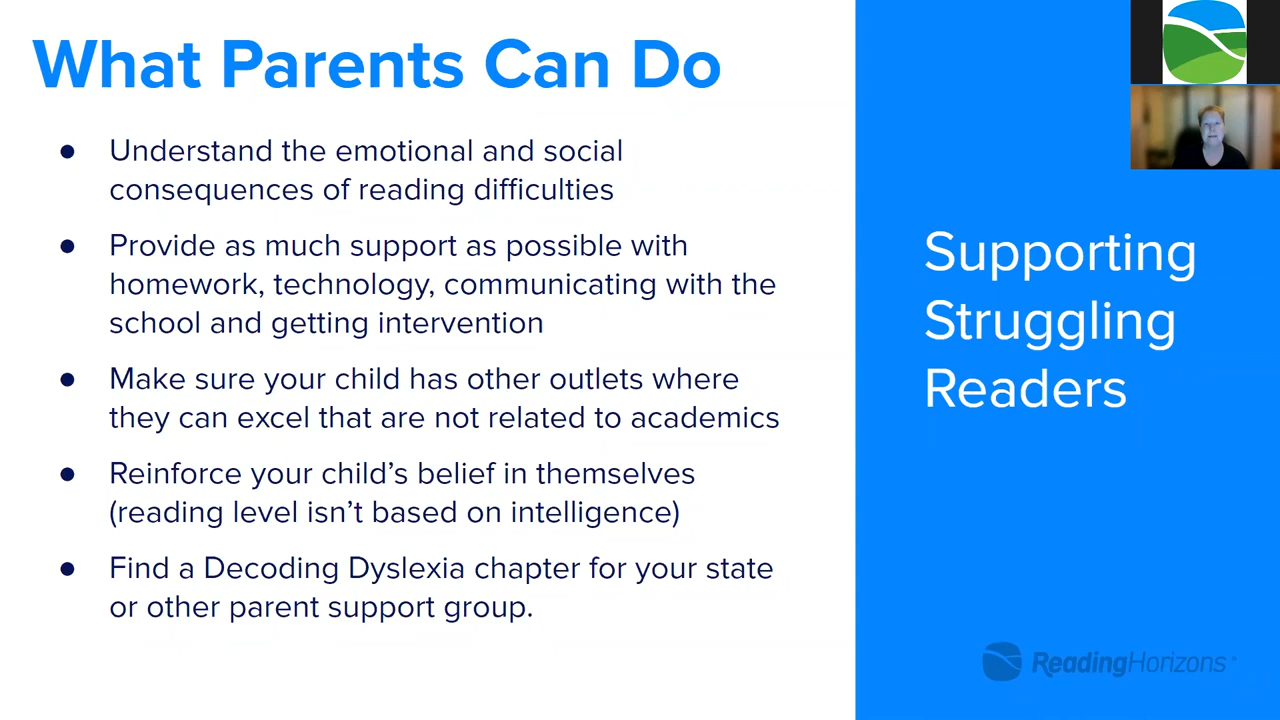 What Parents Can Do
● Understand the emotional and social
consequences of reading difficulties
● Provide as much support as possible with
homework, technology, communicating with the
school and getting intervention
● Make sure your child has other outlets where
they can excel that are not related to academics
● Reinforce your child’s belief in themselves
(reading level isn’t based on intelligence)
● Find a Decoding Dyslexia chapter for your state
or other parent support group.
Supporting
Struggling
Readers
ReadingHorizons